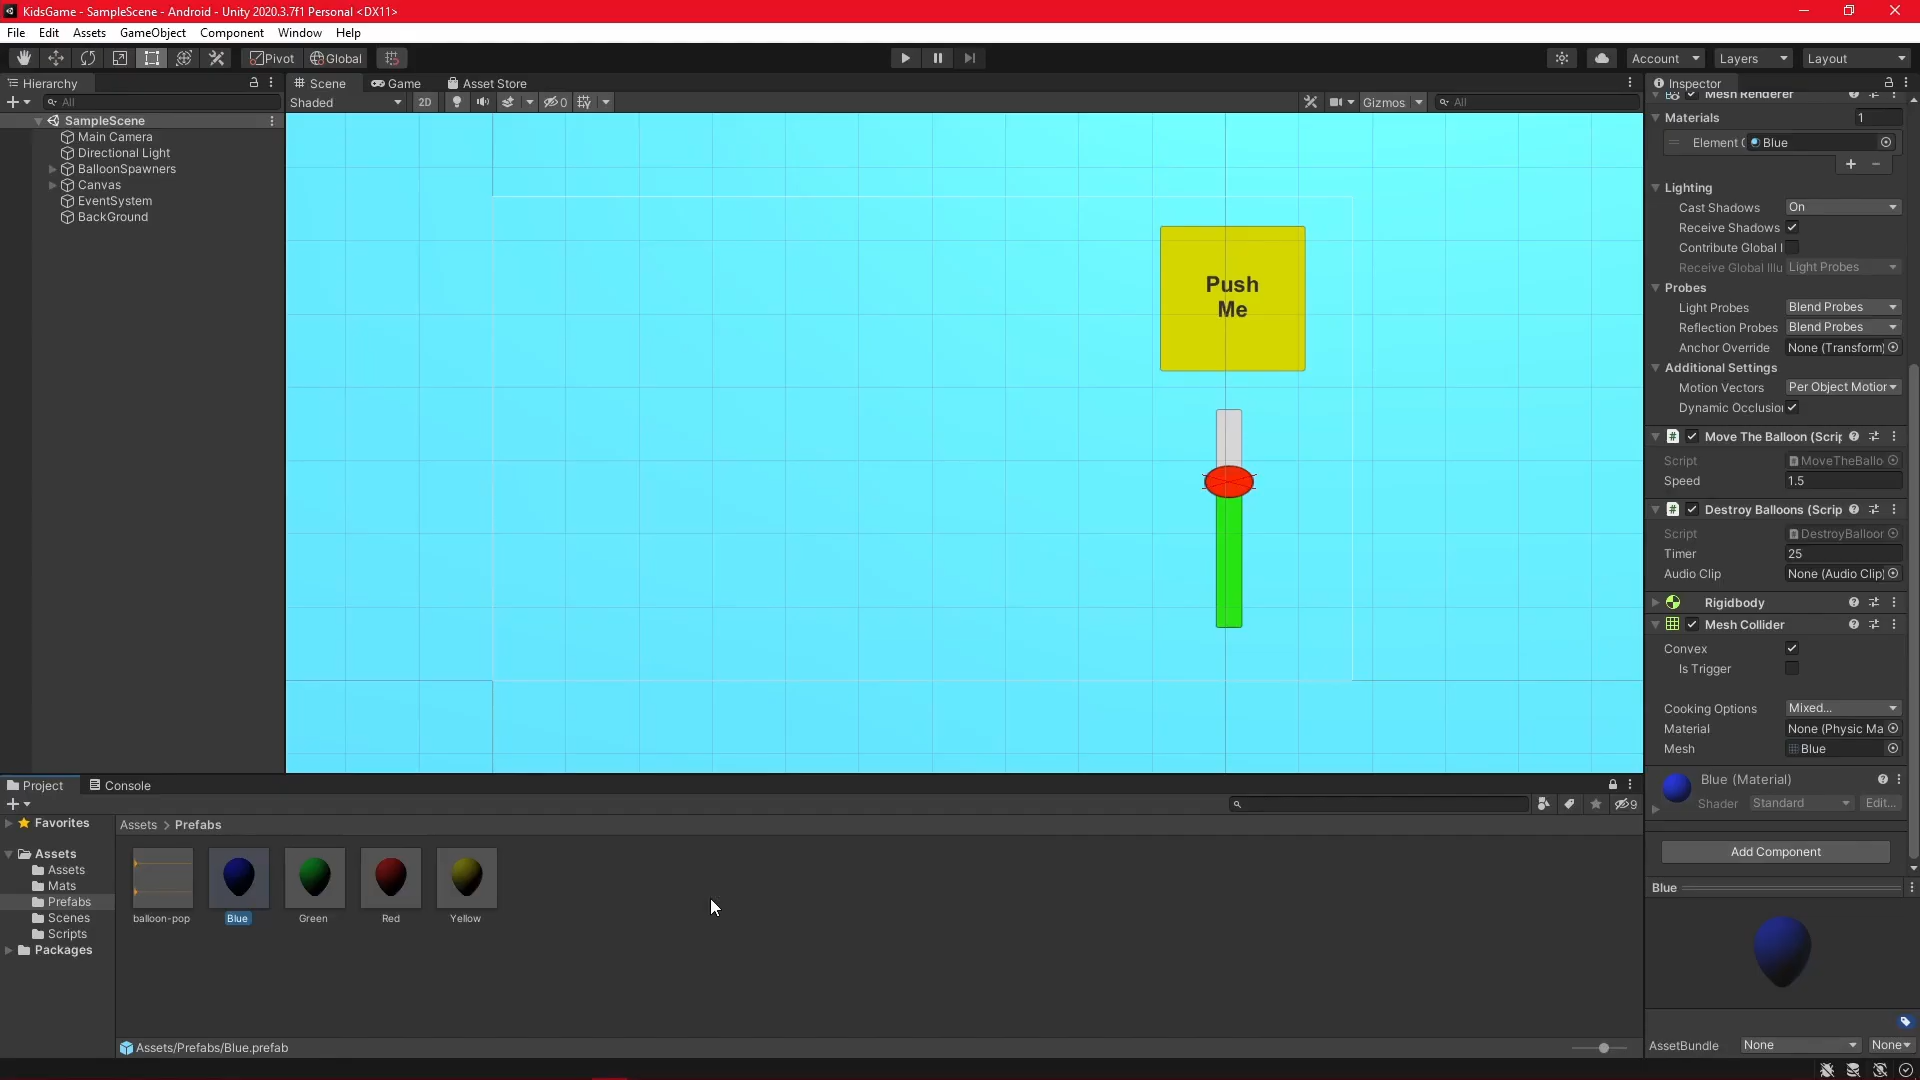 KidsGame - SampleScene - Android - Unity 2020.3.7f1 Personal <DX11>
File Edit Assets GameObject Component Window Help
Pivot Global Account Layers Layout
Hierarchy
All
SampleScene
Main Camera
Directional Light
BalloonSpawners
Canvas
EventSystem
BackGround
Scene Game Asset Store
Shaded 2D 0 Gizmos All
Push
Me
Inspector
Mesh Renderer
Materials 1
Element 0 Blue
Lighting
Cast Shadows On
Receive Shadows
Contribute Global I
Receive Global Illu Light Probes
Probes
Light Probes Blend Probes
Reflection Probes Blend Probes
Anchor Override None (Transform)
Additional Settings
Motion Vectors Per Object Motion
Dynamic Occlusion
Move The Balloon (Scrip
Script MoveTheBallo
Speed 1.5
Destroy Balloons (Scrip
Script DestroyBalloon
Timer 25
Audio Clip None (Audio Clip)
Rigidbody
Mesh Collider
Convex
Is Trigger
Cooking Options Mixed...
Material None (Physic Ma
Mesh Blue
Blue (Material)
Shader Standard Edit...
Add Component
Blue
AssetBundle None None
Project Console
9
Favorites
Assets
Assets
Mats
Prefabs
Scenes
Scripts
Packages
Assets > Prefabs
balloon-pop Blue Green Red Yellow
Assets/Prefabs/Blue.prefab